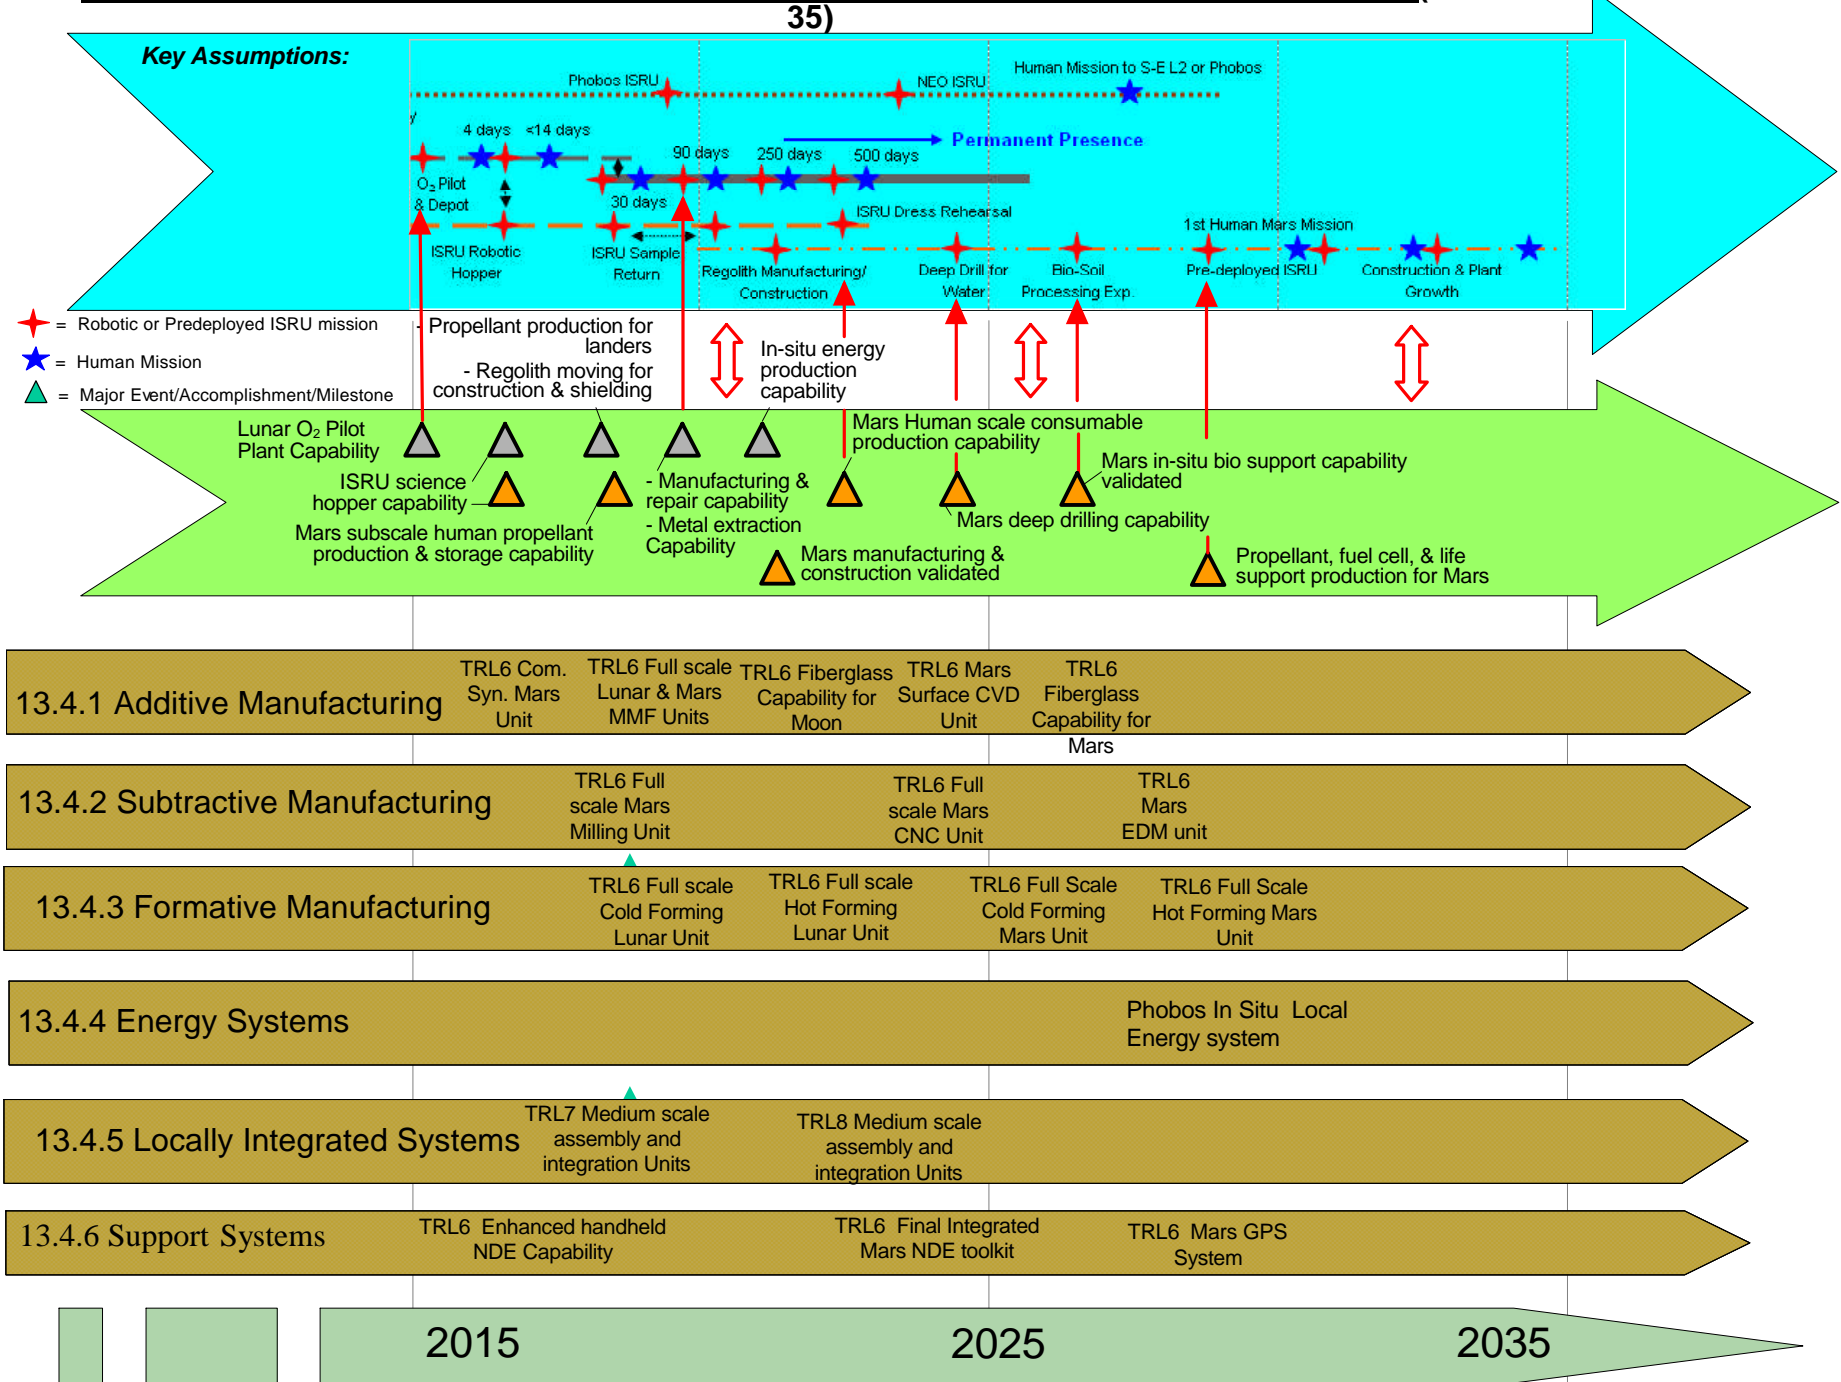 35)
Key Assumptions:
Phobos ISRU
NEO ISRU
Human Mission to S-E L2 or Phobos
4 days
<14 days
Permanent Presence
90 days
250 days
500 days
O₂ Pilot
& Depot
30 days
ISRU Dress Rehearsal
1st Human Mars Mission
ISRU Robotic
Hopper
ISRU Sample
Return
Regolith Manufacturing/
Construction
Deep Drill for
Water
Bio-Soil
Processing Exp.
Pre-deployed ISRU
Construction & Plant
Growth
= Robotic or Predeployed ISRU mission
= Human Mission
= Major Event/Accomplishment/Milestone
- Propellant production for
landers
- Regolith moving for
construction & shielding
In-situ energy
production
capability
Lunar O₂ Pilot
Plant Capability
ISRU science
hopper capability
Mars subscale human propellant
production & storage capability
- Manufacturing &
repair capability
- Metal extraction
Capability
Mars Human scale consumable
production capability
Mars in-situ bio support capability
validated
Mars deep drilling capability
Mars manufacturing &
construction validated
Propellant, fuel cell, & life
support production for Mars
13.4.1 Additive Manufacturing
TRL6 Com.
Syn. Mars
Unit
TRL6 Full scale
Lunar & Mars
MMF Units
TRL6 Fiberglass
Capability for
Moon
TRL6 Mars
Surface CVD
Unit
TRL6
Fiberglass
Capability for
Mars
13.4.2 Subtractive Manufacturing
TRL6 Full
scale Mars
Milling Unit
TRL6 Full
scale Mars
CNC Unit
TRL6
Mars
EDM unit
13.4.3 Formative Manufacturing
TRL6 Full scale
Cold Forming
Lunar Unit
TRL6 Full scale
Hot Forming
Lunar Unit
TRL6 Full Scale
Cold Forming
Mars Unit
TRL6 Full Scale
Hot Forming Mars
Unit
13.4.4 Energy Systems
Phobos In Situ Local
Energy system
13.4.5 Locally Integrated Systems
TRL7 Medium scale
assembly and
integration Units
TRL8 Medium scale
assembly and
integration Units
13.4.6 Support Systems
TRL6 Enhanced handheld
NDE Capability
TRL6 Final Integrated
Mars NDE toolkit
TRL6 Mars GPS
System
2015
2025
2035